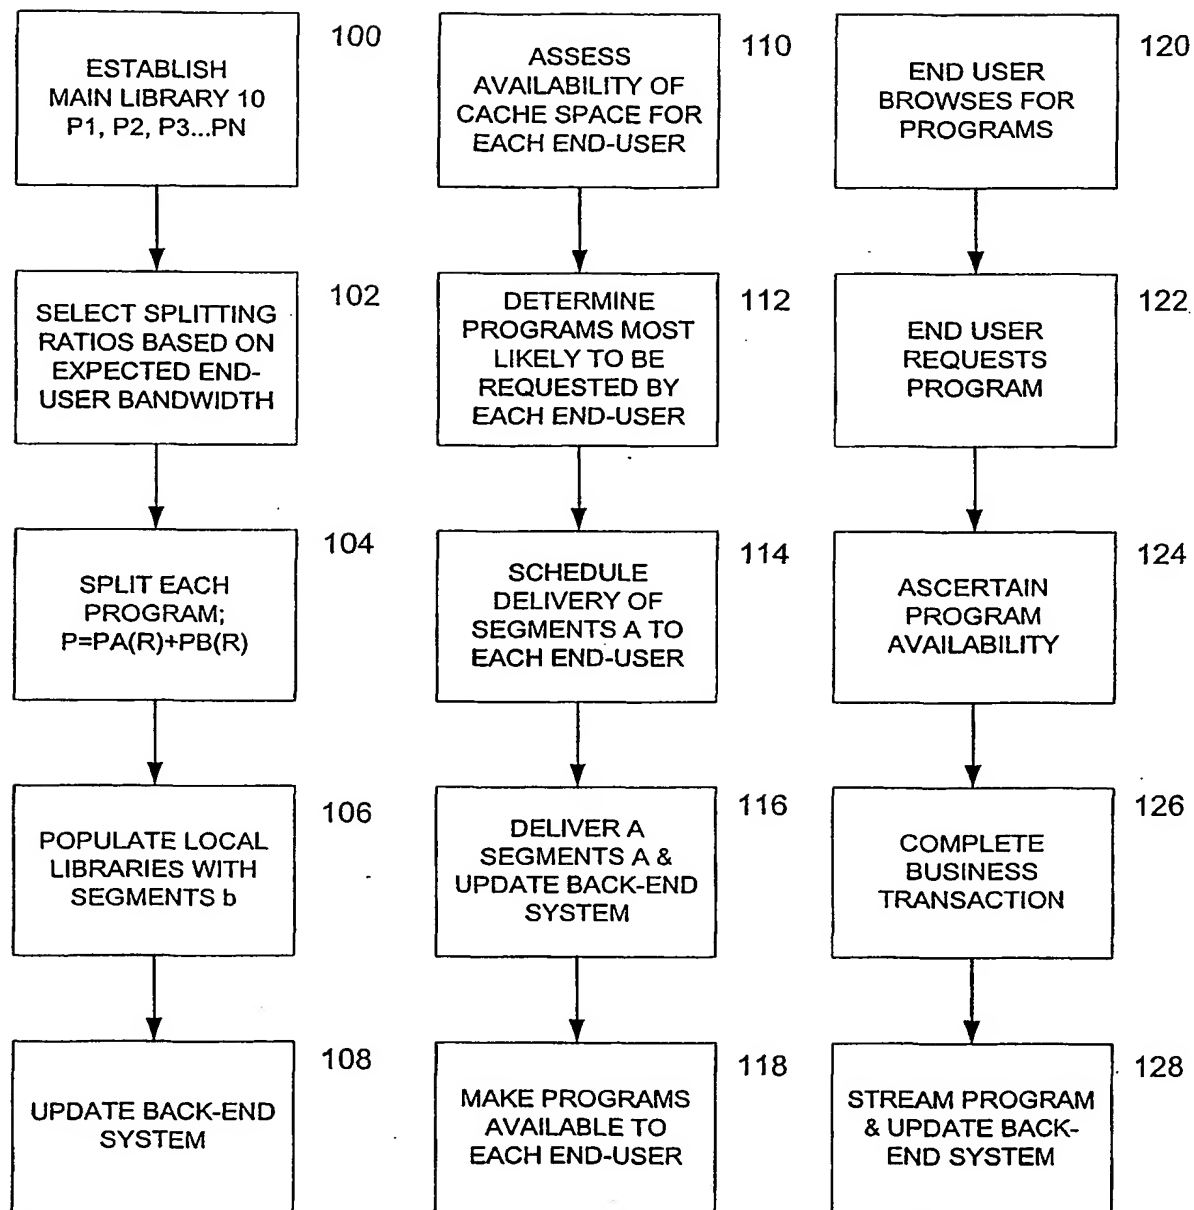 ESTABLISH
MAIN LIBRARY 10
P1, P2, P3...PN
100
SELECT SPLITTING
RATIOS BASED ON
EXPECTED END-
USER BANDWIDTH
102
SPLIT EACH
PROGRAM;
P=PA(R)+PB(R)
104
POPULATE LOCAL
LIBRARIES WITH
SEGMENTS b
106
UPDATE BACK-END
SYSTEM
108
ASSESS
AVAILABILITY OF
CACHE SPACE FOR
EACH END-USER
110
DETERMINE
PROGRAMS MOST
LIKELY TO BE
REQUESTED BY
EACH END-USER
112
SCHEDULE
DELIVERY OF
SEGMENTS A TO
EACH END-USER
114
DELIVER A
SEGMENTS A &
UPDATE BACK-END
SYSTEM
116
MAKE PROGRAMS
AVAILABLE TO
EACH END-USER
118
END USER
BROWSES FOR
PROGRAMS
120
END USER
REQUESTS
PROGRAM
122
ASCERTAIN
PROGRAM
AVAILABILITY
124
COMPLETE
BUSINESS
TRANSACTION
126
STREAM PROGRAM
& UPDATE BACK-
END SYSTEM
128